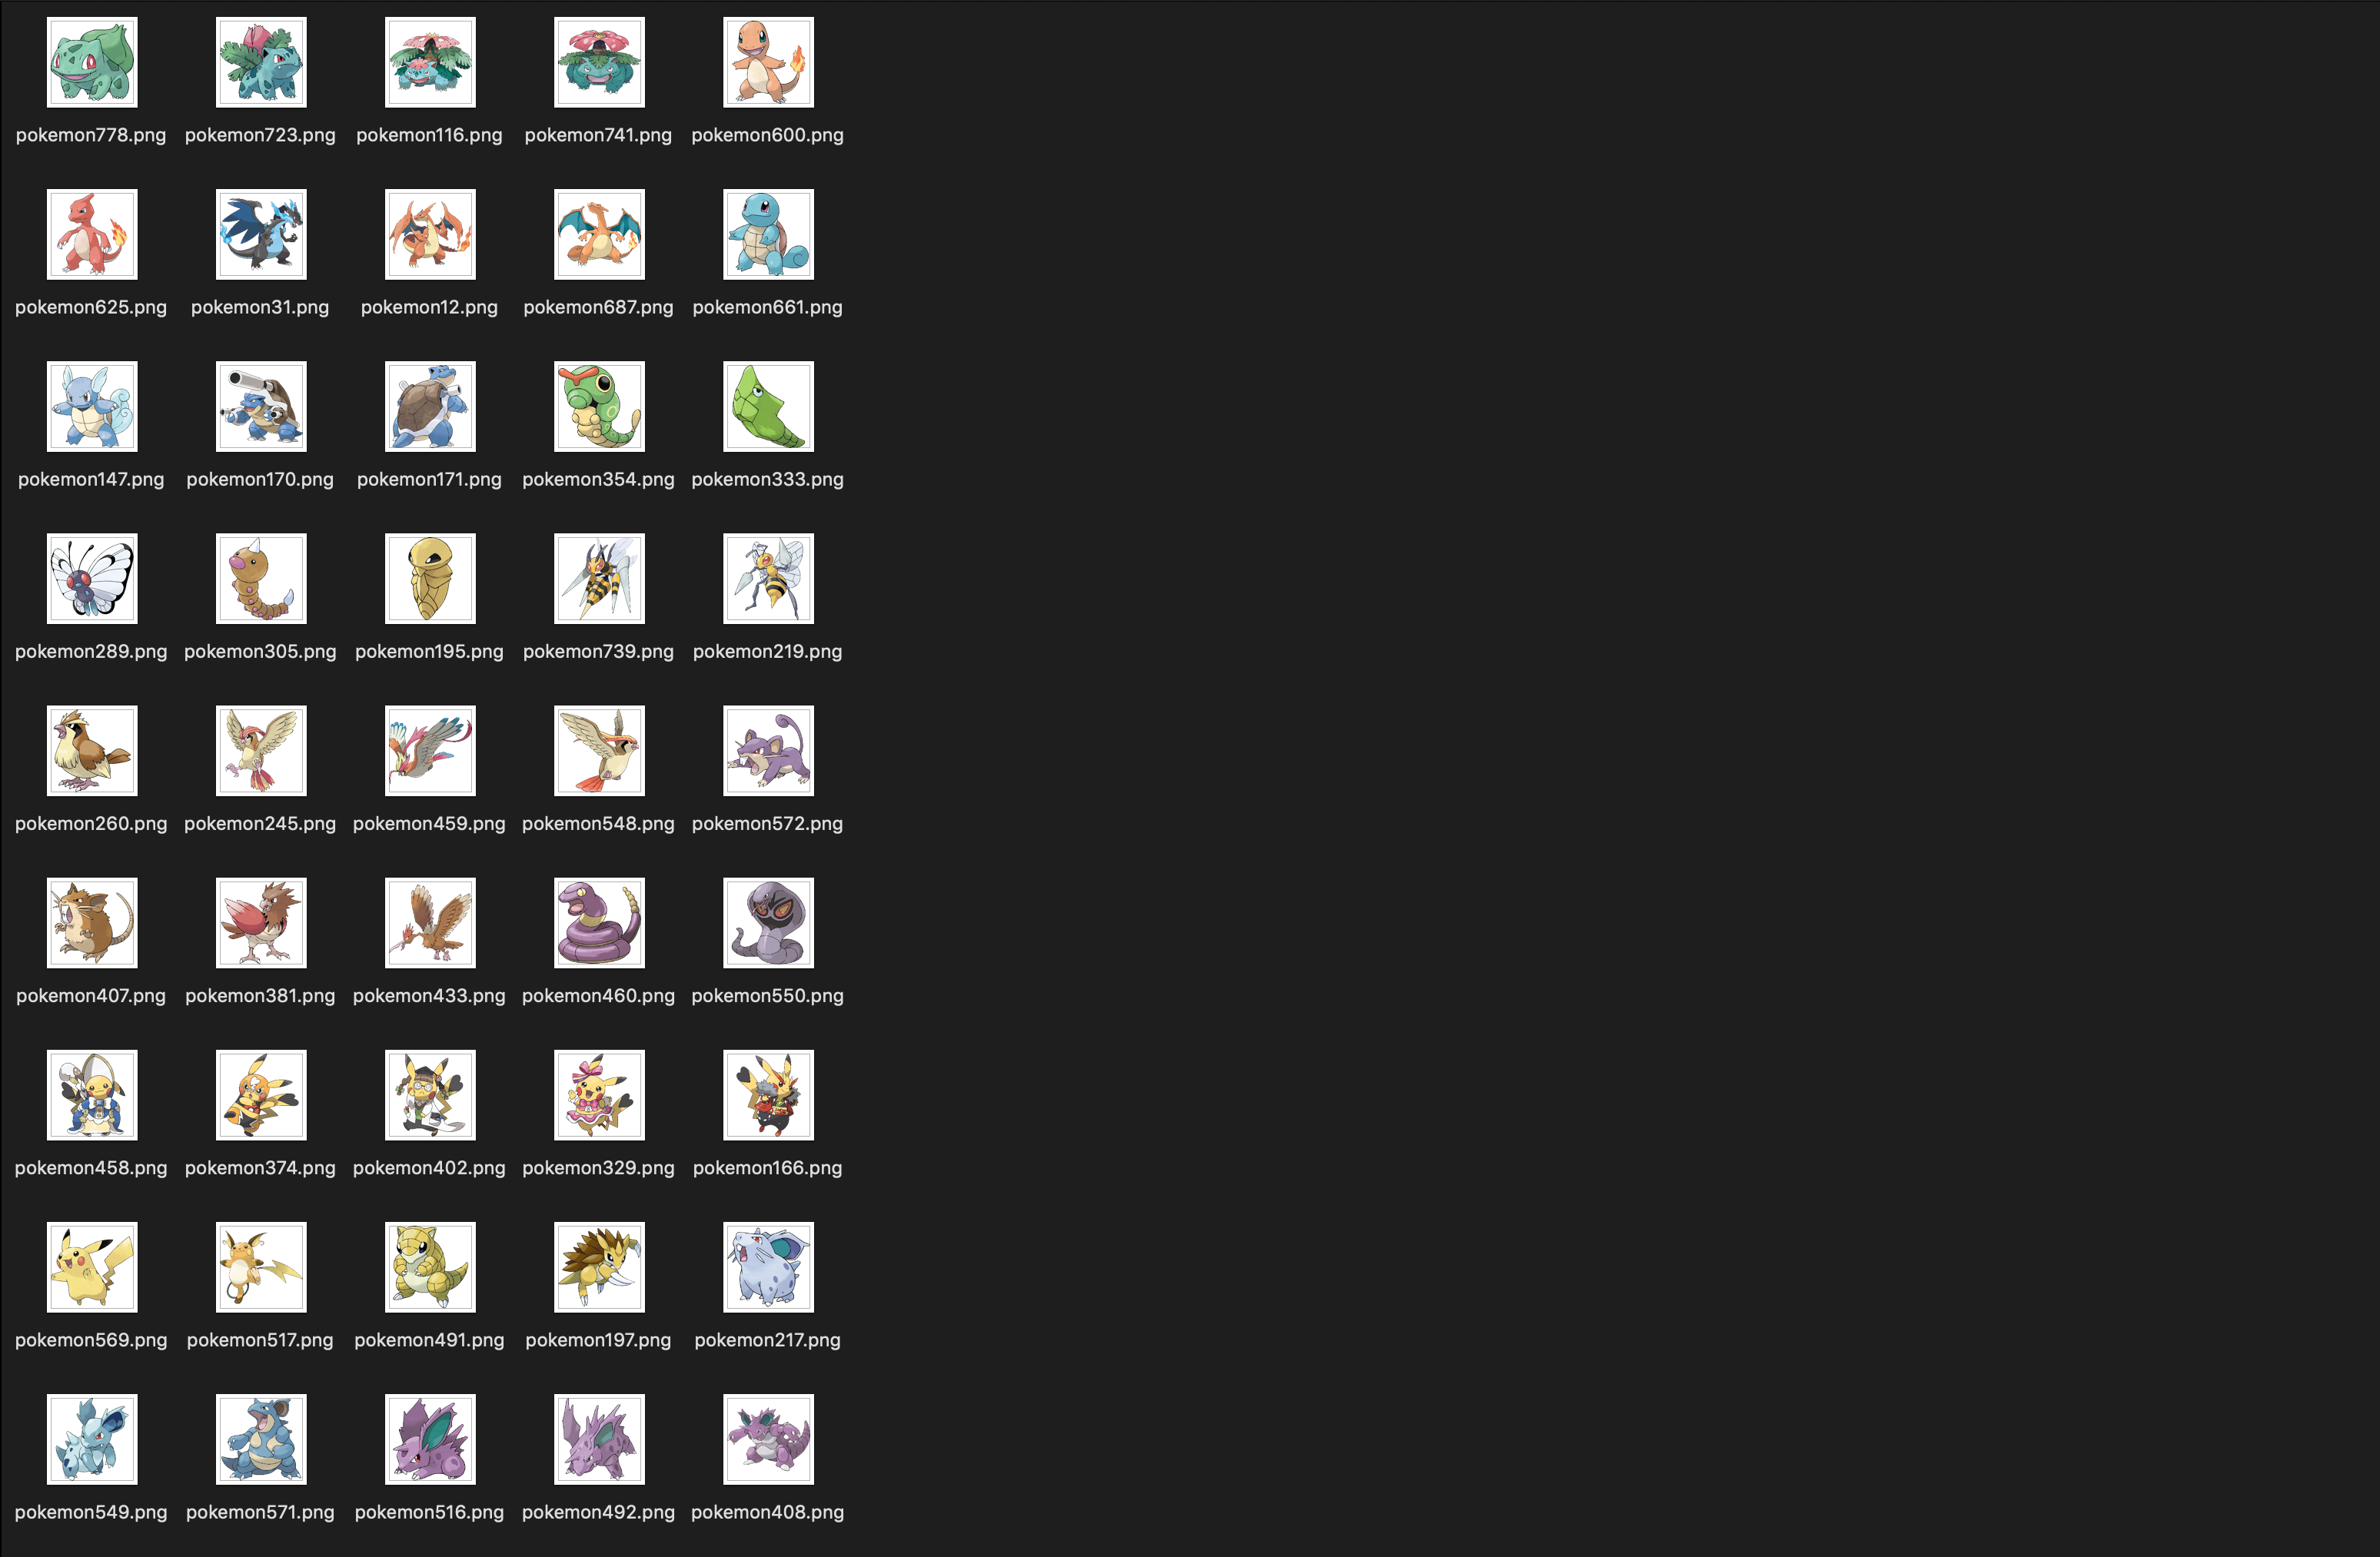 pokemon778.png pokemon723.png pokemon116.png pokemon741.png pokemon600.png
pokemon625.png pokemon31.png pokemon12.png pokemon687.png pokemon661.png
pokemon147.png pokemon170.png pokemon171.png pokemon354.png pokemon333.png
pokemon289.png pokemon305.png pokemon195.png pokemon739.png pokemon219.png
pokemon260.png pokemon245.png pokemon459.png pokemon548.png pokemon572.png
pokemon407.png pokemon381.png pokemon433.png pokemon460.png pokemon550.png
pokemon458.png pokemon374.png pokemon402.png pokemon329.png pokemon166.png
pokemon569.png pokemon517.png pokemon491.png pokemon197.png pokemon217.png
pokemon549.png pokemon571.png pokemon516.png pokemon492.png pokemon408.png